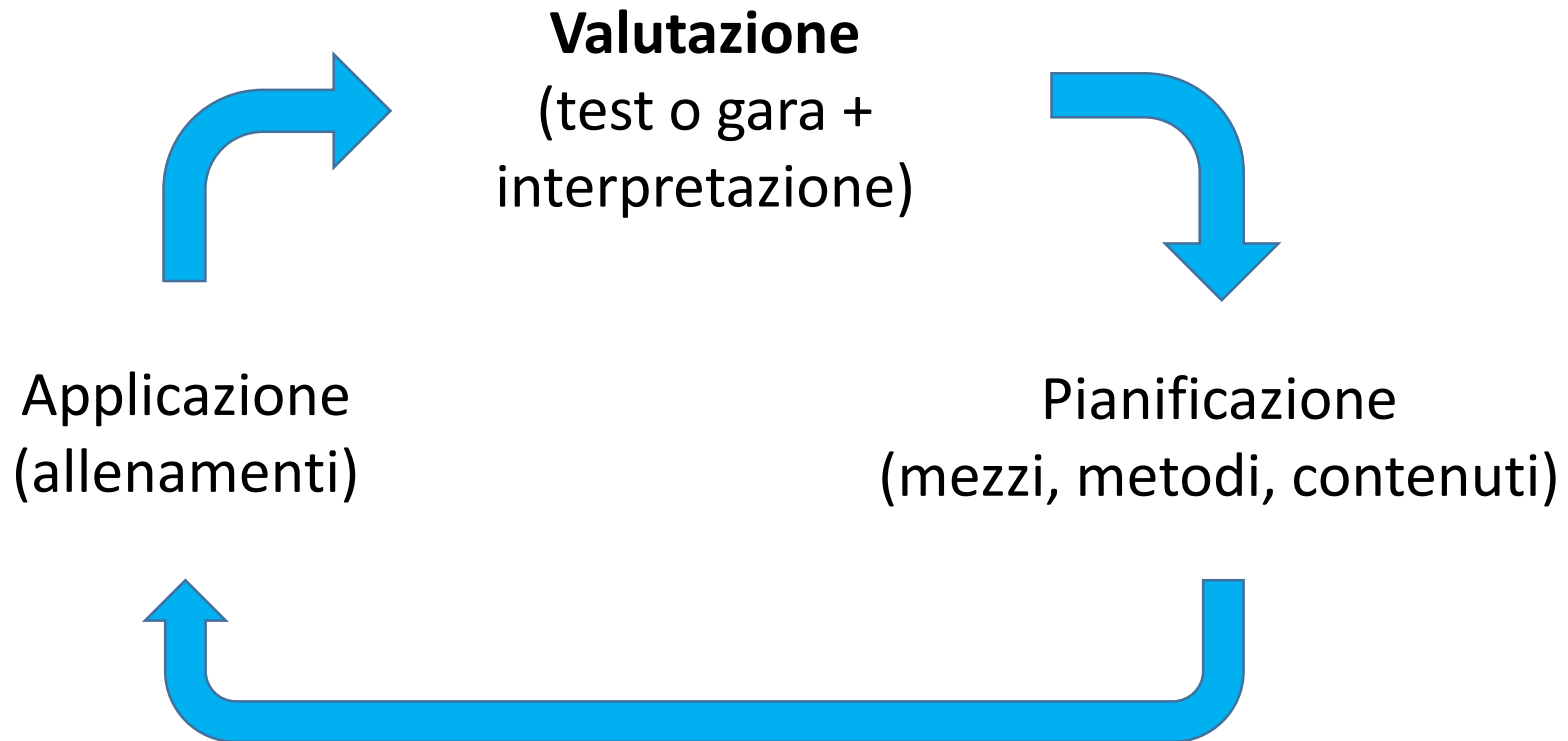 Valutazione
(test o gara +
interpretazione)
Applicazione
(allenamenti)
Pianificazione
(mezzi, metodi, contenuti)